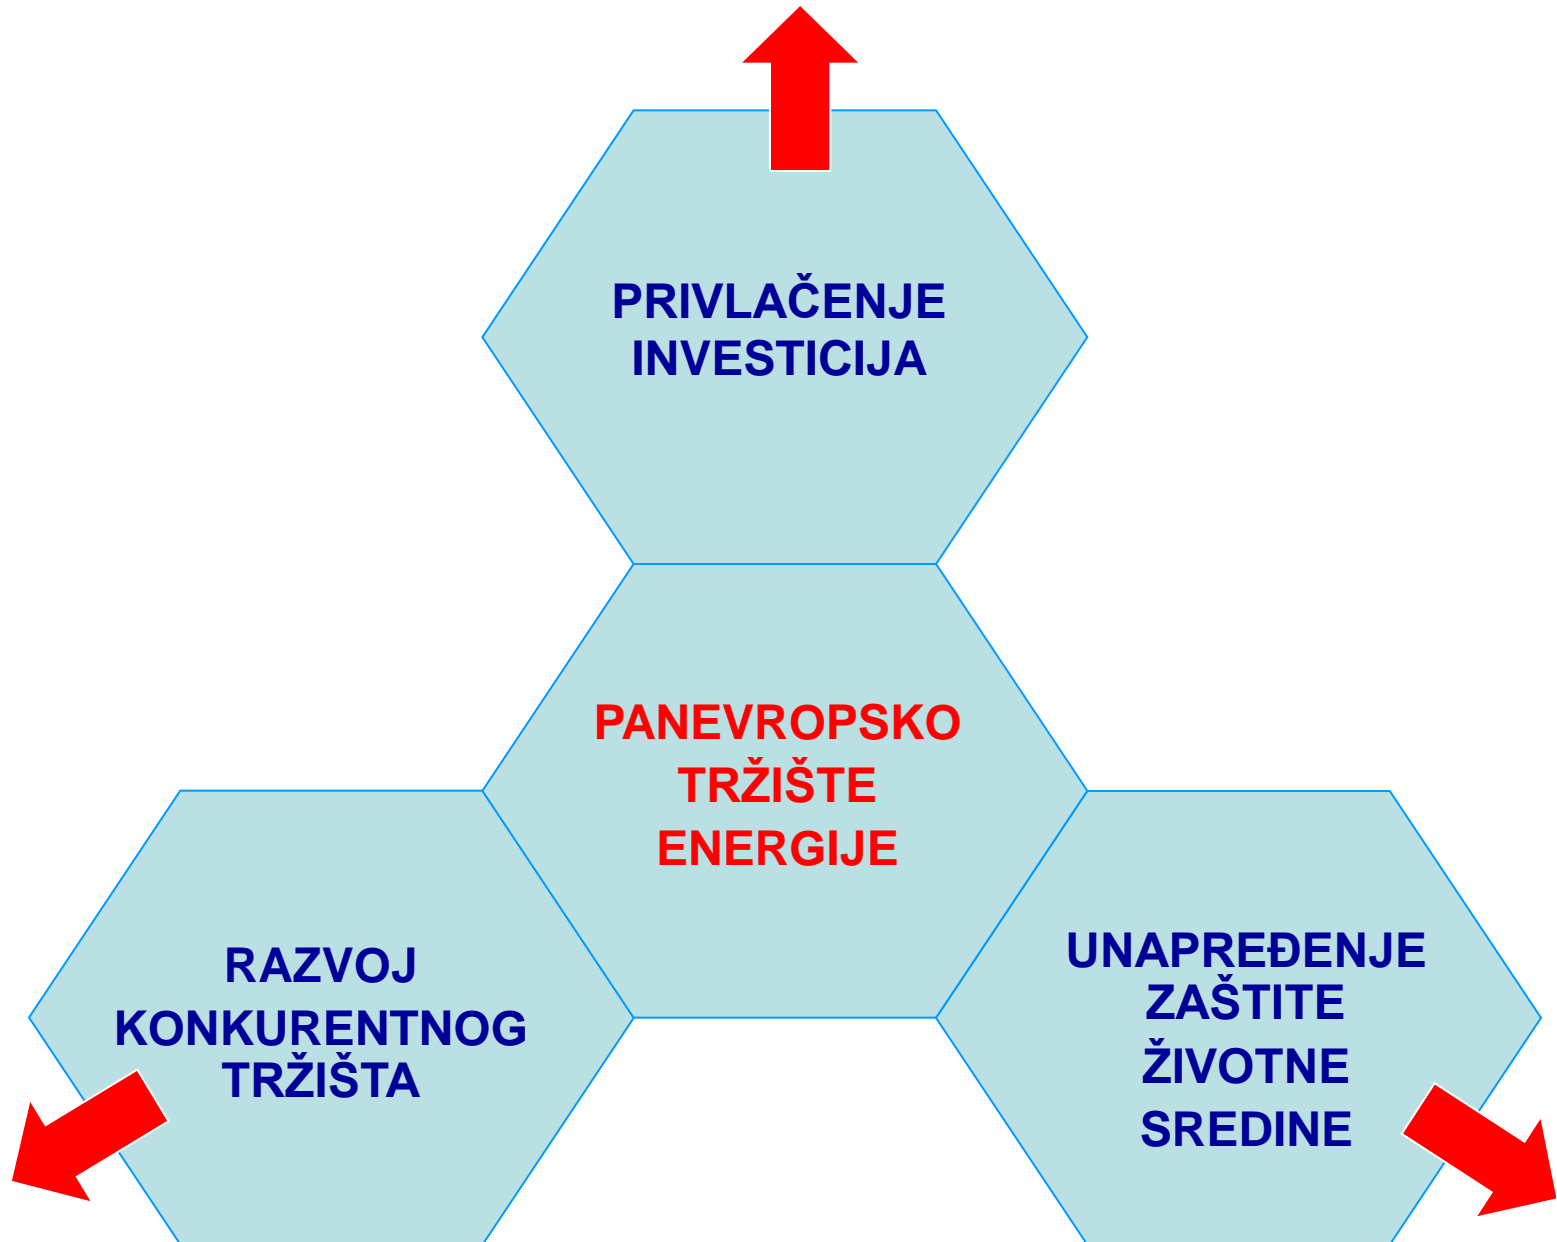 PRIVLAČENJE
INVESTICIJA
PANEVROPSKO
TRŽIŠTE
ENERGIJE
RAZVOJ
KONKURENTNOG
TRŽIŠTA
UNAPREĐENJE
ZAŠTITE
ŽIVOTNE
SREDINE